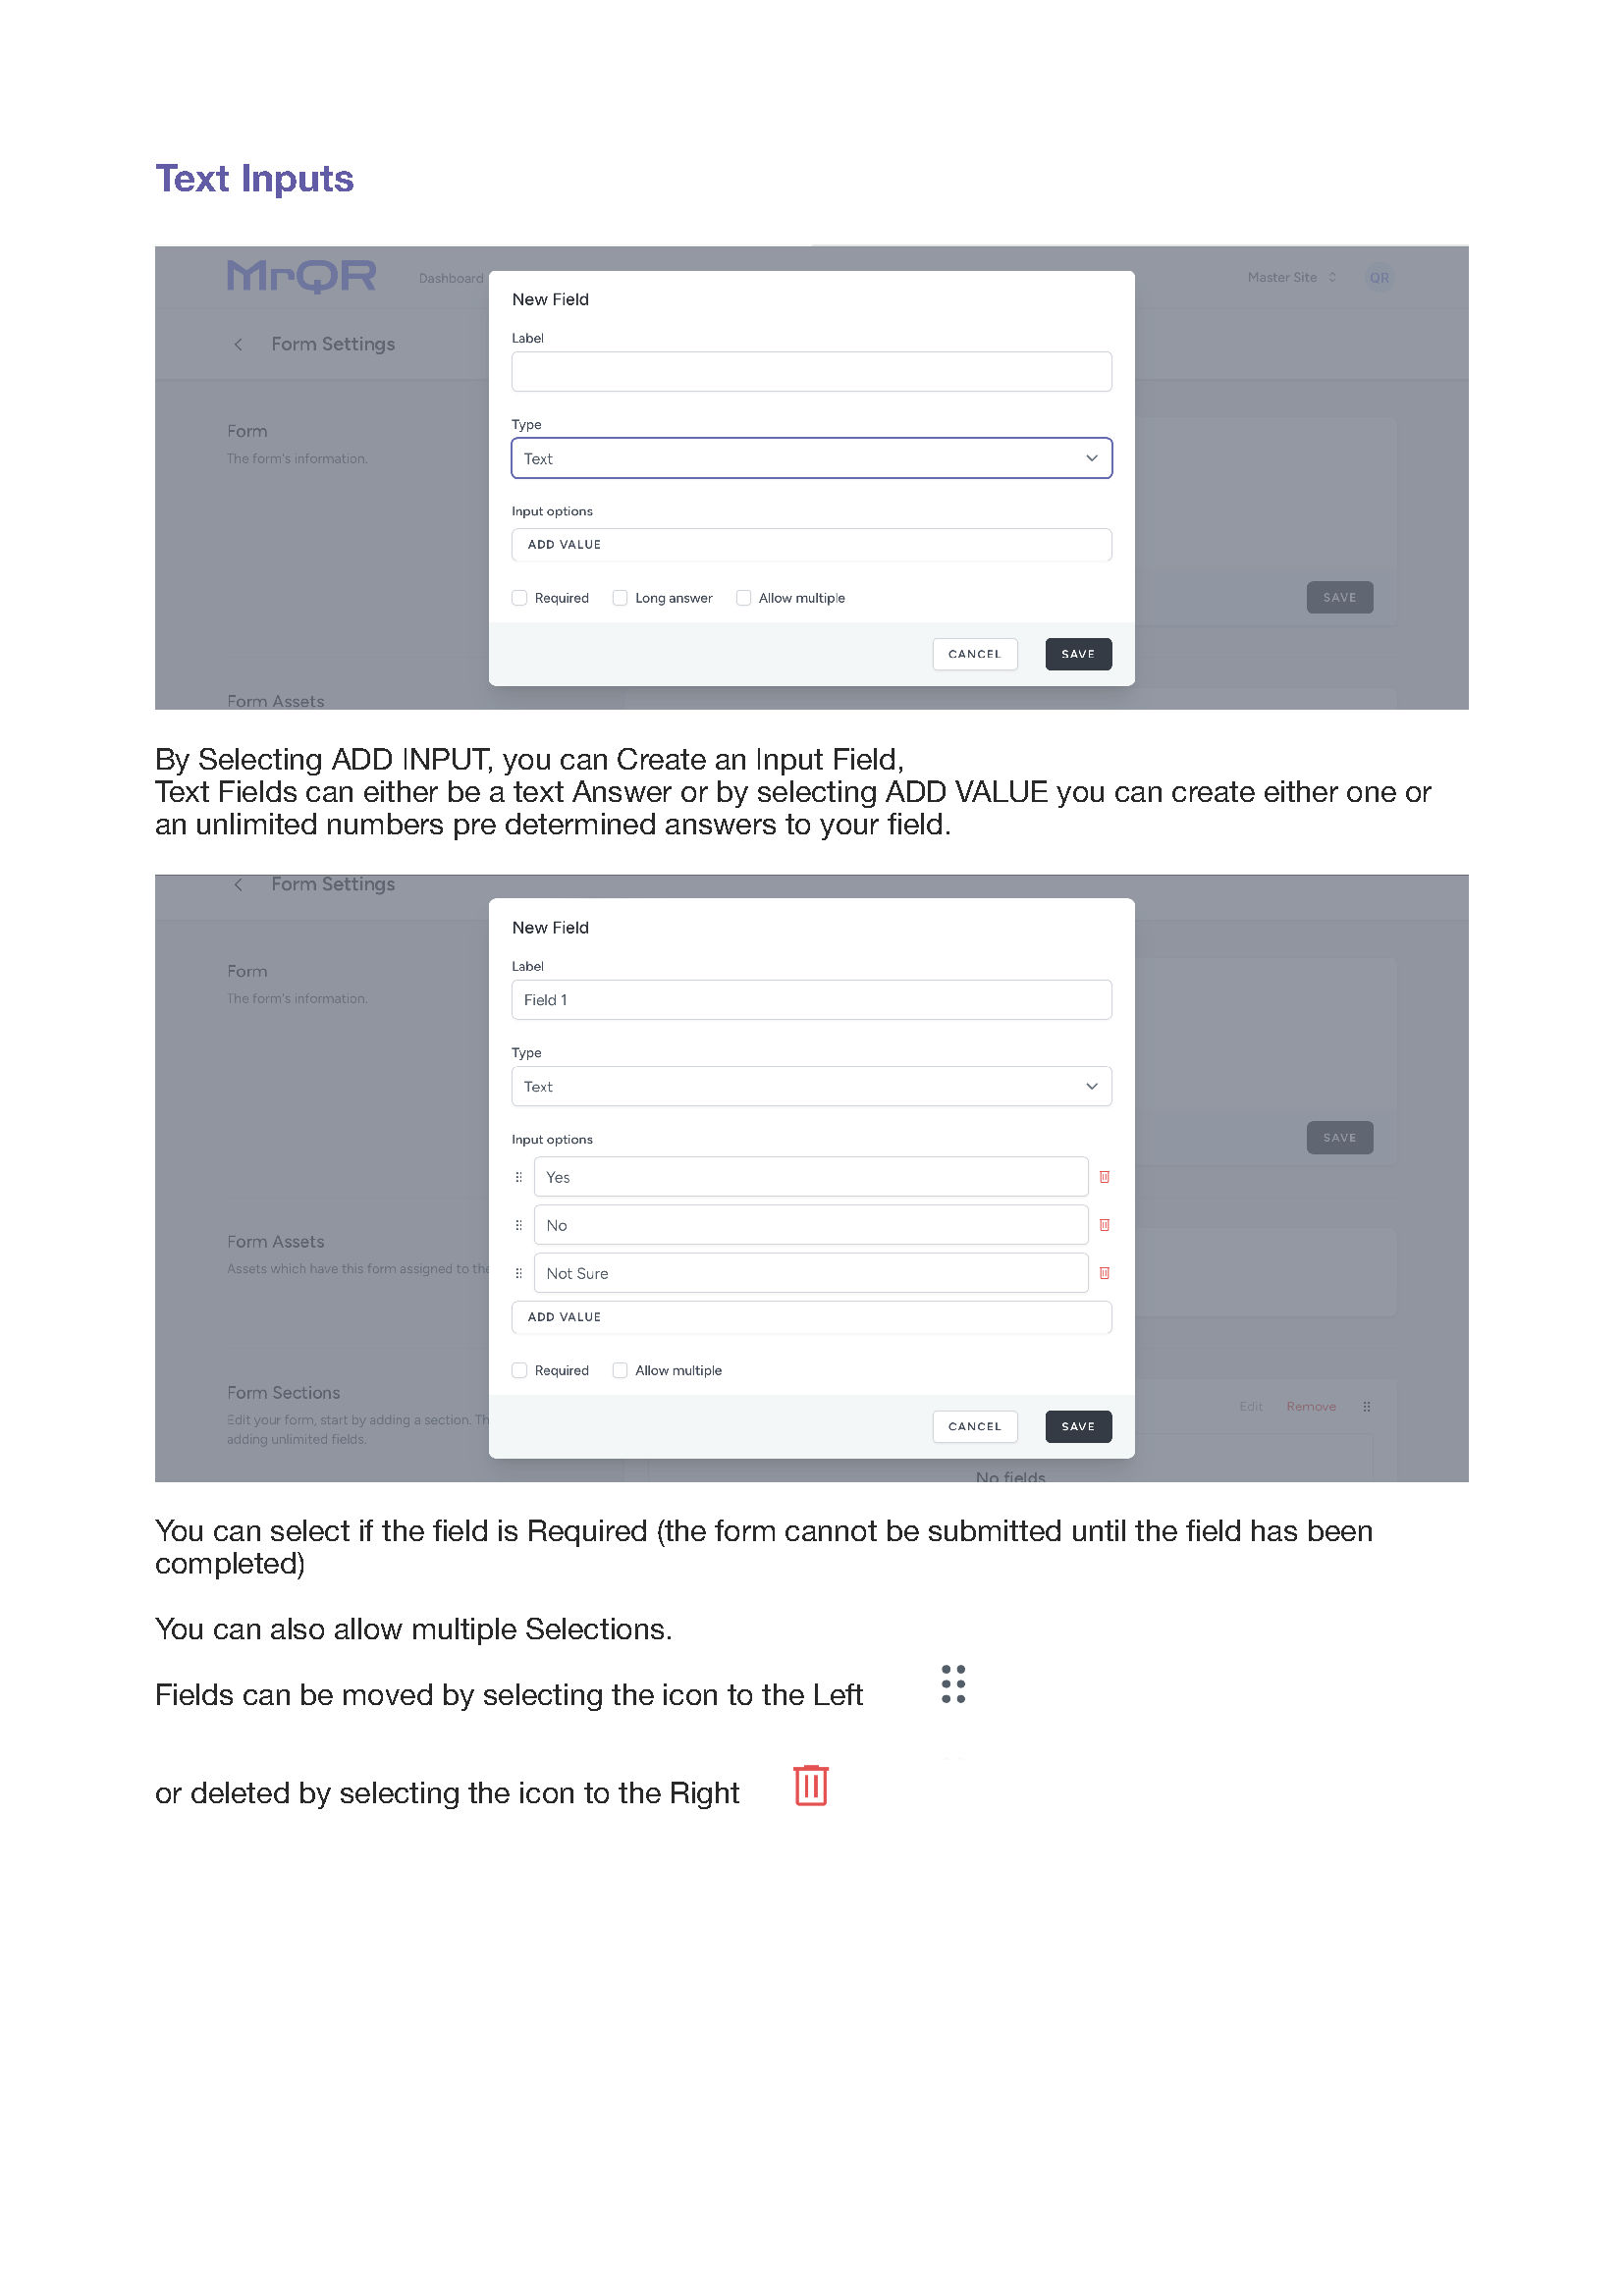 Text Inputs
MrQR Dashboard Master Site QR
Form Settings
Form
The form's information.
SAVE
Form Assets
New Field
Label
Type
Text
Input options
ADD VALUE
Required Long answer Allow multiple
CANCEL SAVE
By Selecting ADD INPUT, you can Create an Input Field,
Text Fields can either be a text Answer or by selecting ADD VALUE you can create either one or
an unlimited numbers pre determined answers to your field.
Form Settings
Form
The form's information.
SAVE
Form Assets
Assets which have this form assigned to the
Form Sections
Edit your form, start by adding a section. Th
adding unlimited fields.
Edit Remove
No fields
New Field
Label
Field 1
Type
Text
Input options
Yes
No
Not Sure
ADD VALUE
Required Allow multiple
CANCEL SAVE
You can select if the field is Required (the form cannot be submitted until the field has been
completed)
You can also allow multiple Selections.
Fields can be moved by selecting the icon to the Left
or deleted by selecting the icon to the Right